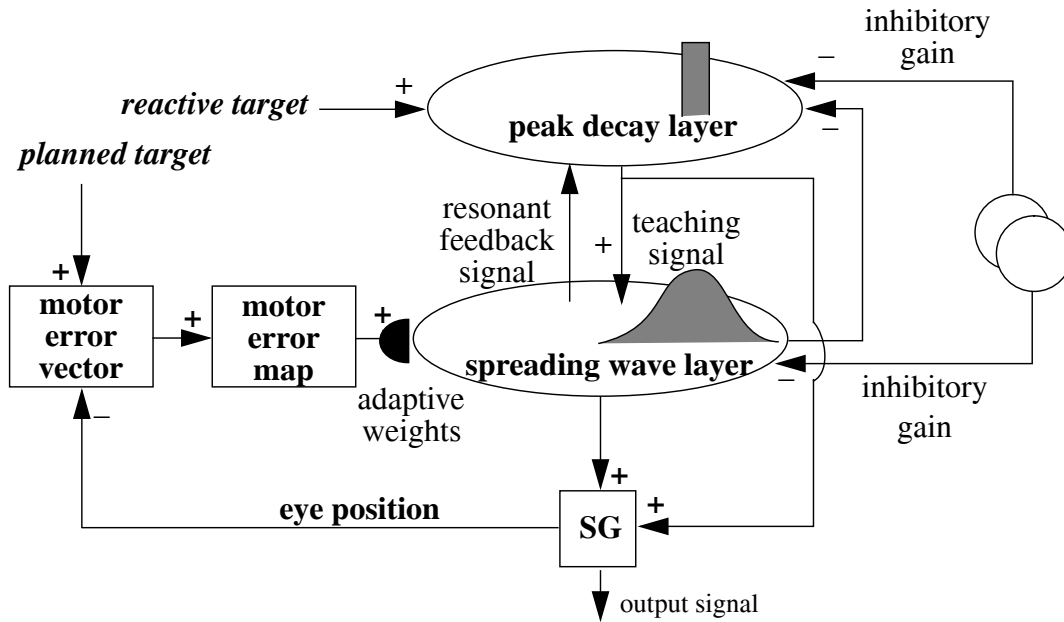 inhibitory
gain
−
+
reactive target
peak decay layer
−
planned target
resonant
feedback
signal
+
teaching
signal
+
motor
error
vector
+
motor
error
map
+
spreading wave layer
−
adaptive
weights
inhibitory
gain
−
+
+
eye position
SG
output signal